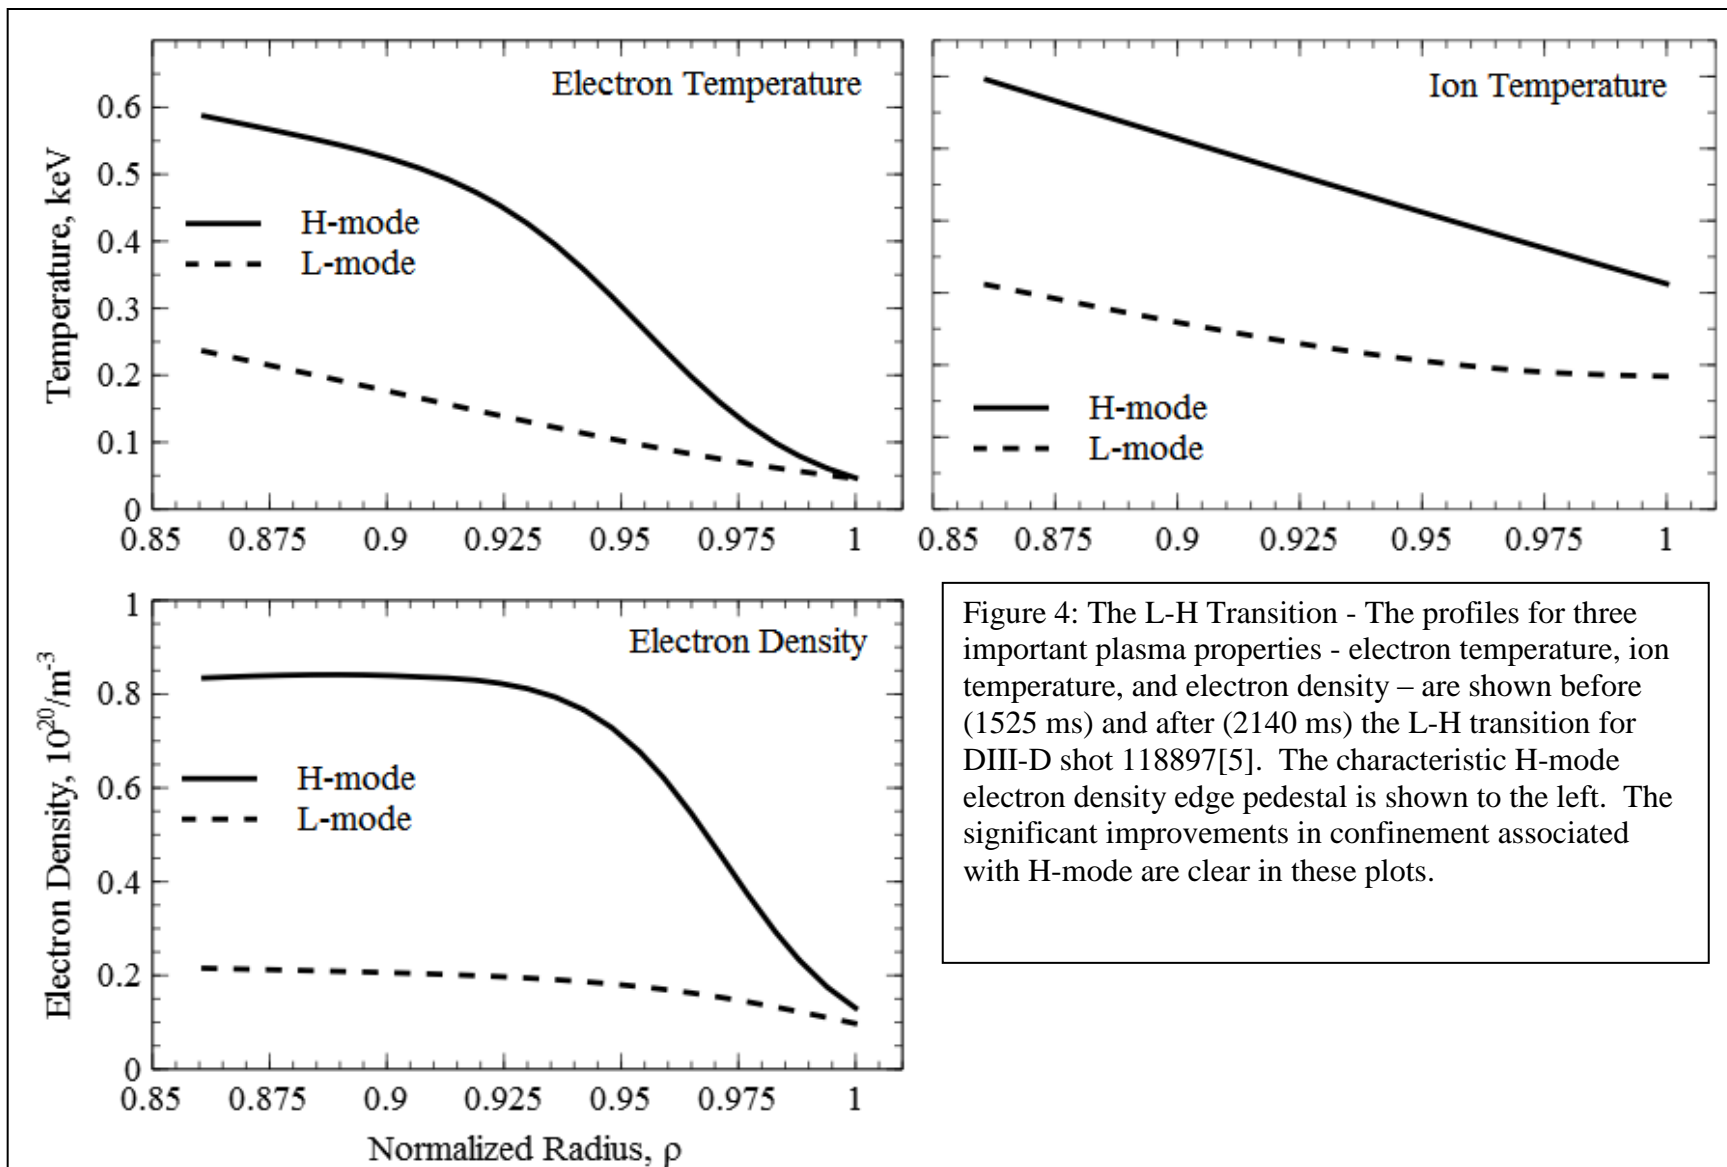 Electron Temperature
Temperature, keV
0.6
0.5
0.4
0.3
0.2
0.1
0
H-mode
L-mode
0.85 0.875 0.9 0.925 0.95 0.975 1
Ion Temperature
H-mode
L-mode
0.85 0.875 0.9 0.925 0.95 0.975 1
Electron Density
Electron Density, 10^20/m^-3
1
0.8
0.6
0.4
0.2
0
H-mode
L-mode
0.85 0.875 0.9 0.925 0.95 0.975 1
Normalized Radius, ρ
Figure 4: The L-H Transition - The profiles for three
important plasma properties - electron temperature, ion
temperature, and electron density – are shown before
(1525 ms) and after (2140 ms) the L-H transition for
DIII-D shot 118897[5].  The characteristic H-mode
electron density edge pedestal is shown to the left.  The
significant improvements in confinement associated
with H-mode are clear in these plots.